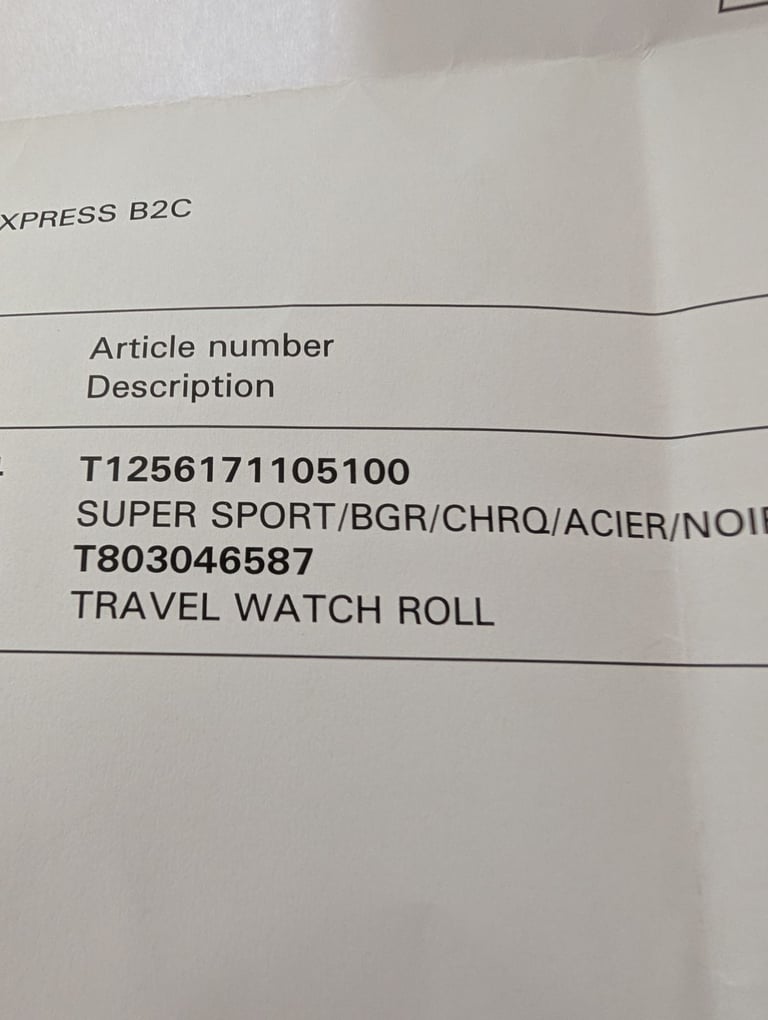 XPRESS B2C
Article number
Description
T1256171105100
SUPER SPORT/BGR/CHRQ/ACIER/NOI
T803046587
TRAVEL WATCH ROLL